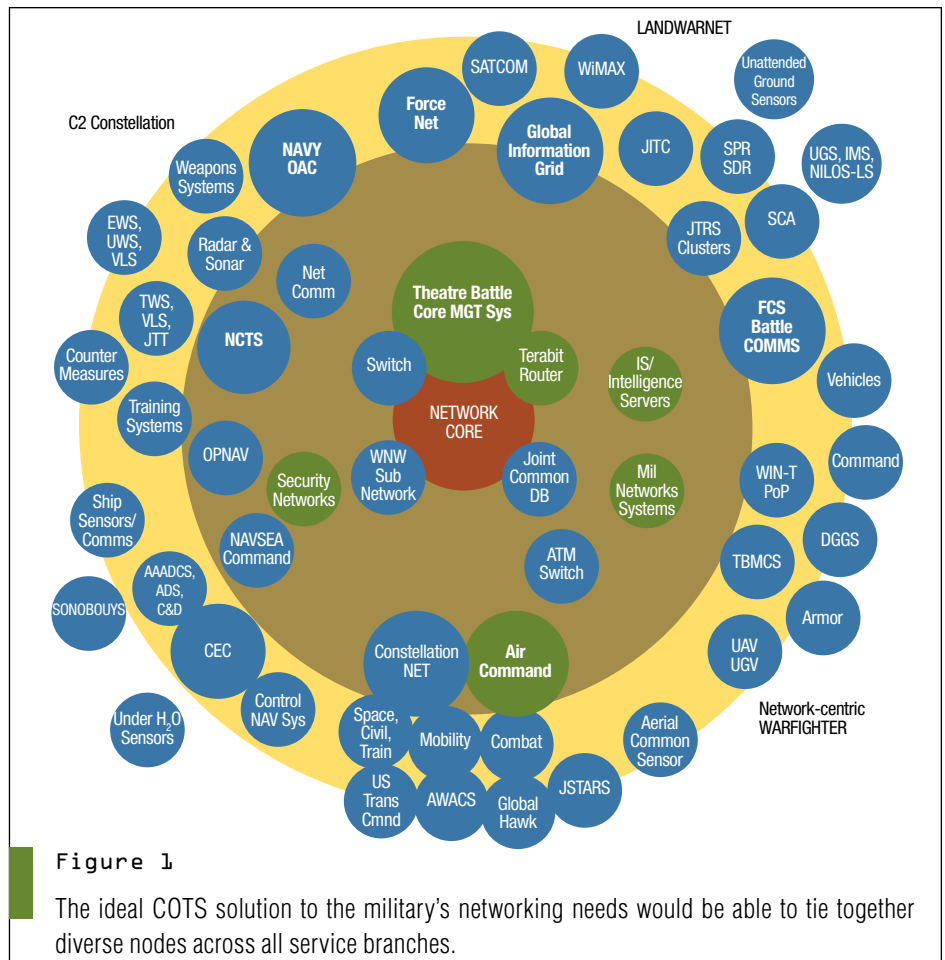 LANDWARNET
SATCOM
WiMAX
Unattended
Ground
Sensors
Force
Net
C2 Constellation
NAVY
OAC
Global
Information
Grid
JITC
SPR
SDR
UGS, IMS,
NILOS-LS
Weapons
Systems
EWS,
UWS,
VLS
Radar &
Sonar
Net
Comm
JTRS
Clusters
SCA
Theatre Battle
Core MGT Sys
TWS,
VLS,
JTT
NCTS
FCS
Battle
COMMS
Counter
Measures
Switch
Terabit
Router
IS/
Intelligence
Servers
Vehicles
Training
Systems
NETWORK
CORE
OPNAV
Security
Networks
WNW
Sub
Network
Joint
Common
DB
Mil
Networks
Systems
WIN-T
PoP
Command
Ship
Sensors/
Comms
NAVSEA
Command
ATM
Switch
TBMCS
DGGS
AAADCS,
ADS,
C&D
SONOBOUYS
Armor
CEC
Constellation
NET
Air
Command
UAV
UGV
Under H₂O
Sensors
Control
NAV Sys
Network-centric
WARFIGHTER
Space,
Civil,
Train
Mobility
Combat
Aerial
Common
Sensor
US
Trans
Cmnd
AWACS
Global
Hawk
JSTARS
Figure 1
The ideal COTS solution to the military's networking needs would be able to tie together
diverse nodes across all service branches.